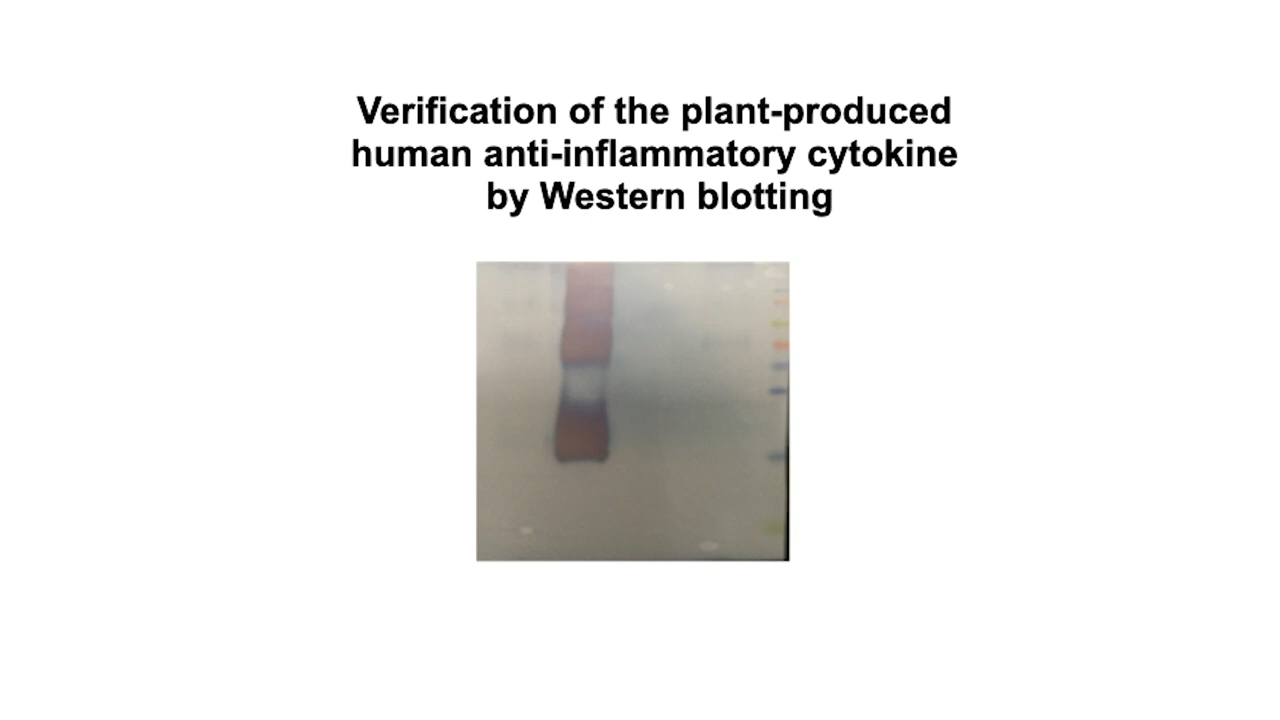 Verification of the plant-produced
human anti-inflammatory cytokine
by Western blotting